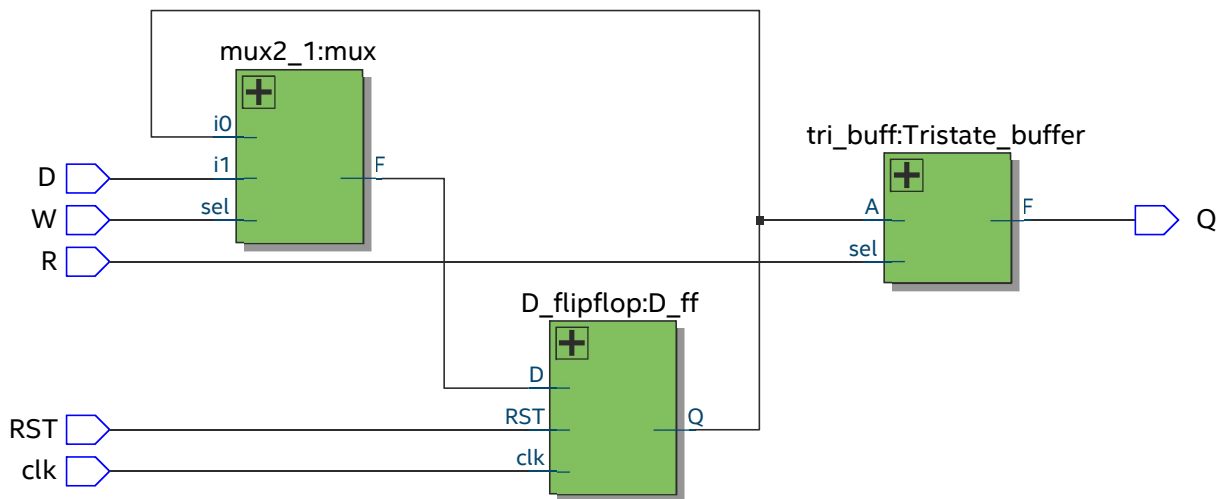 mux2_1:mux
i0
i1
sel
F
D
W
R
tri_buff:Tristate_buffer
A
sel
F
Q
D_flipflop:D_ff
D
RST
clk
Q
RST
clk